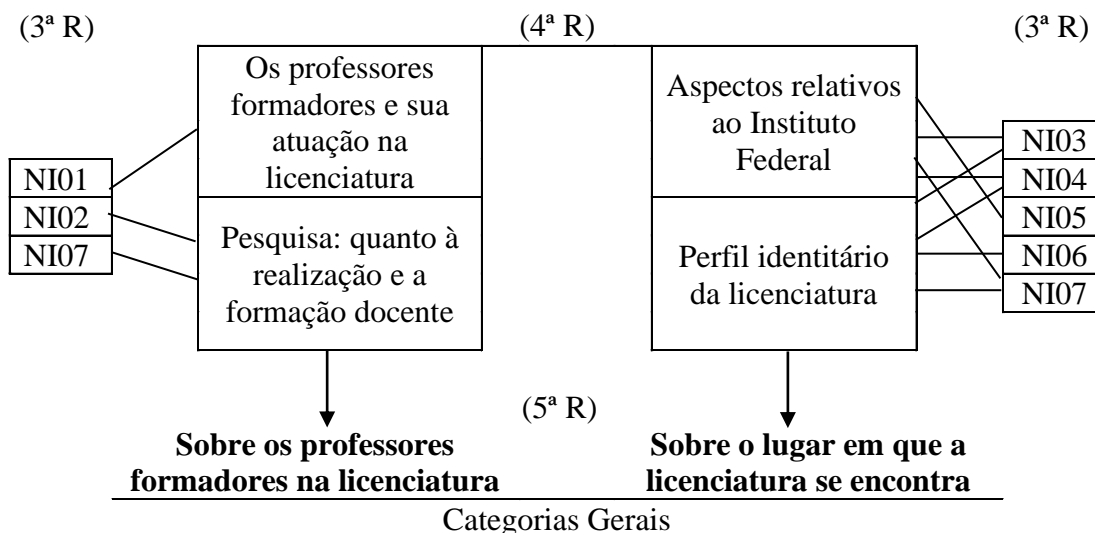 (3ª R)
(4ª R)
(3ª R)
Os professores
formadores e sua
atuação na
licenciatura
Pesquisa: quanto à
realização e a
formação docente
NI01
NI02
NI07
Aspectos relativos
ao Instituto
Federal
Perfil identitário
da licenciatura
NI03
NI04
NI05
NI06
NI07
(5ª R)
Sobre os professores
formadores na licenciatura
Sobre o lugar em que a
licenciatura se encontra
Categorias Gerais